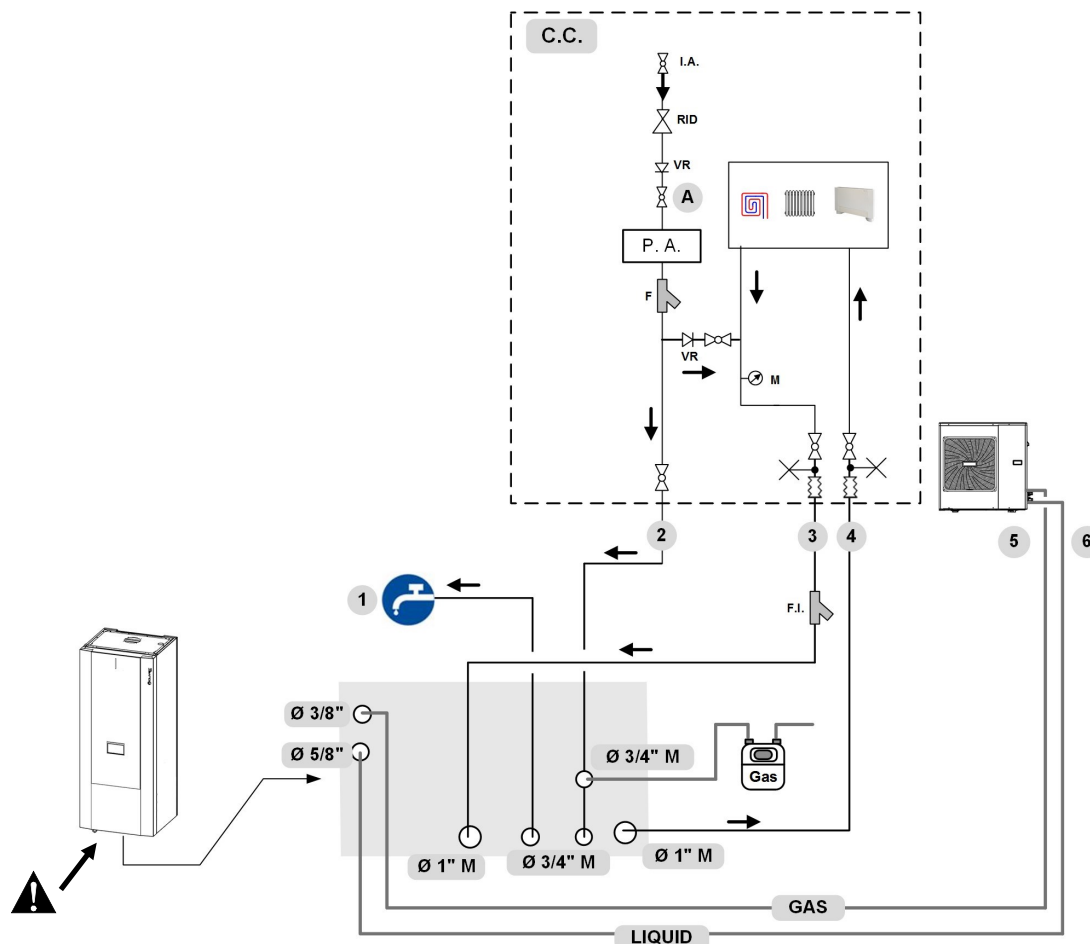 C.C.
I.A.
RID
VR
A
P. A.
F
VR
M
2
3
4
5
6
1
F.I.
Ø 3/8"
Ø 5/8"
Ø 3/4" M
Gas
Ø 1" M
Ø 3/4" M
Ø 1" M
GAS
LIQUID